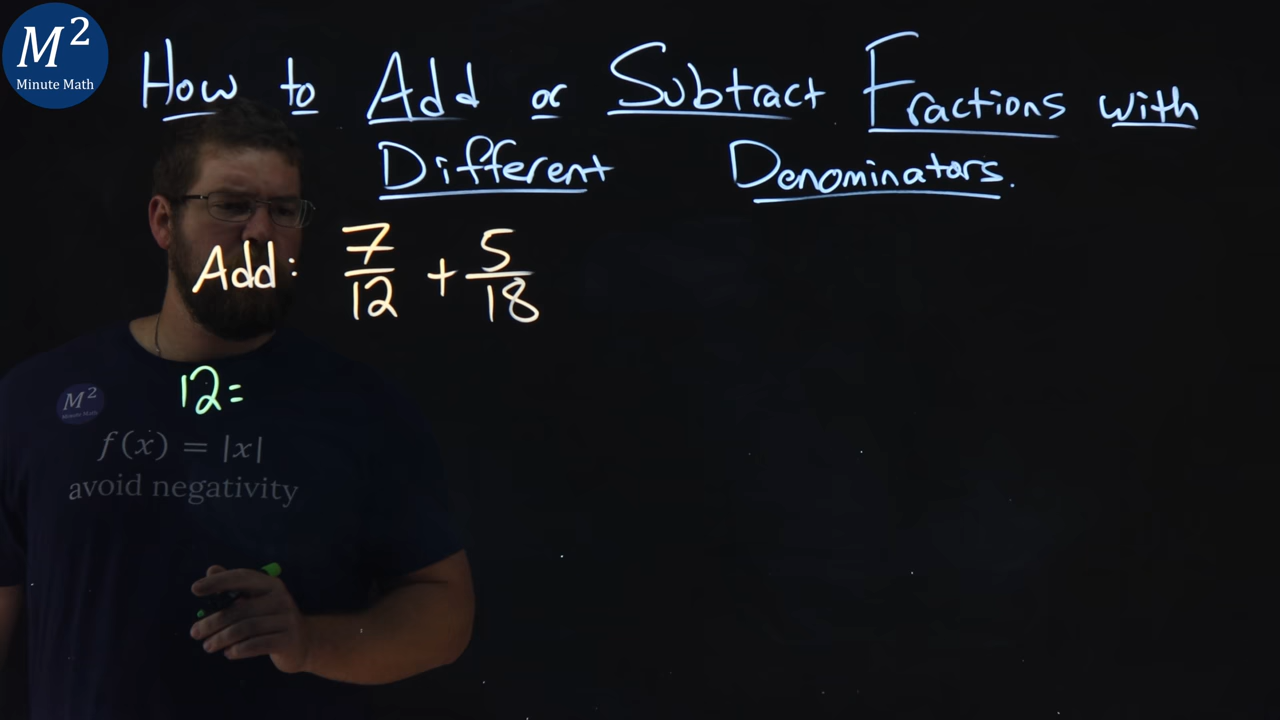 M²
Minute Math
How to Add or Subtract Fractions with
Different Denominators.
Add: 7/12 + 5/18
12=
M²
Minute Math
f(x) = |x|
avoid negativity